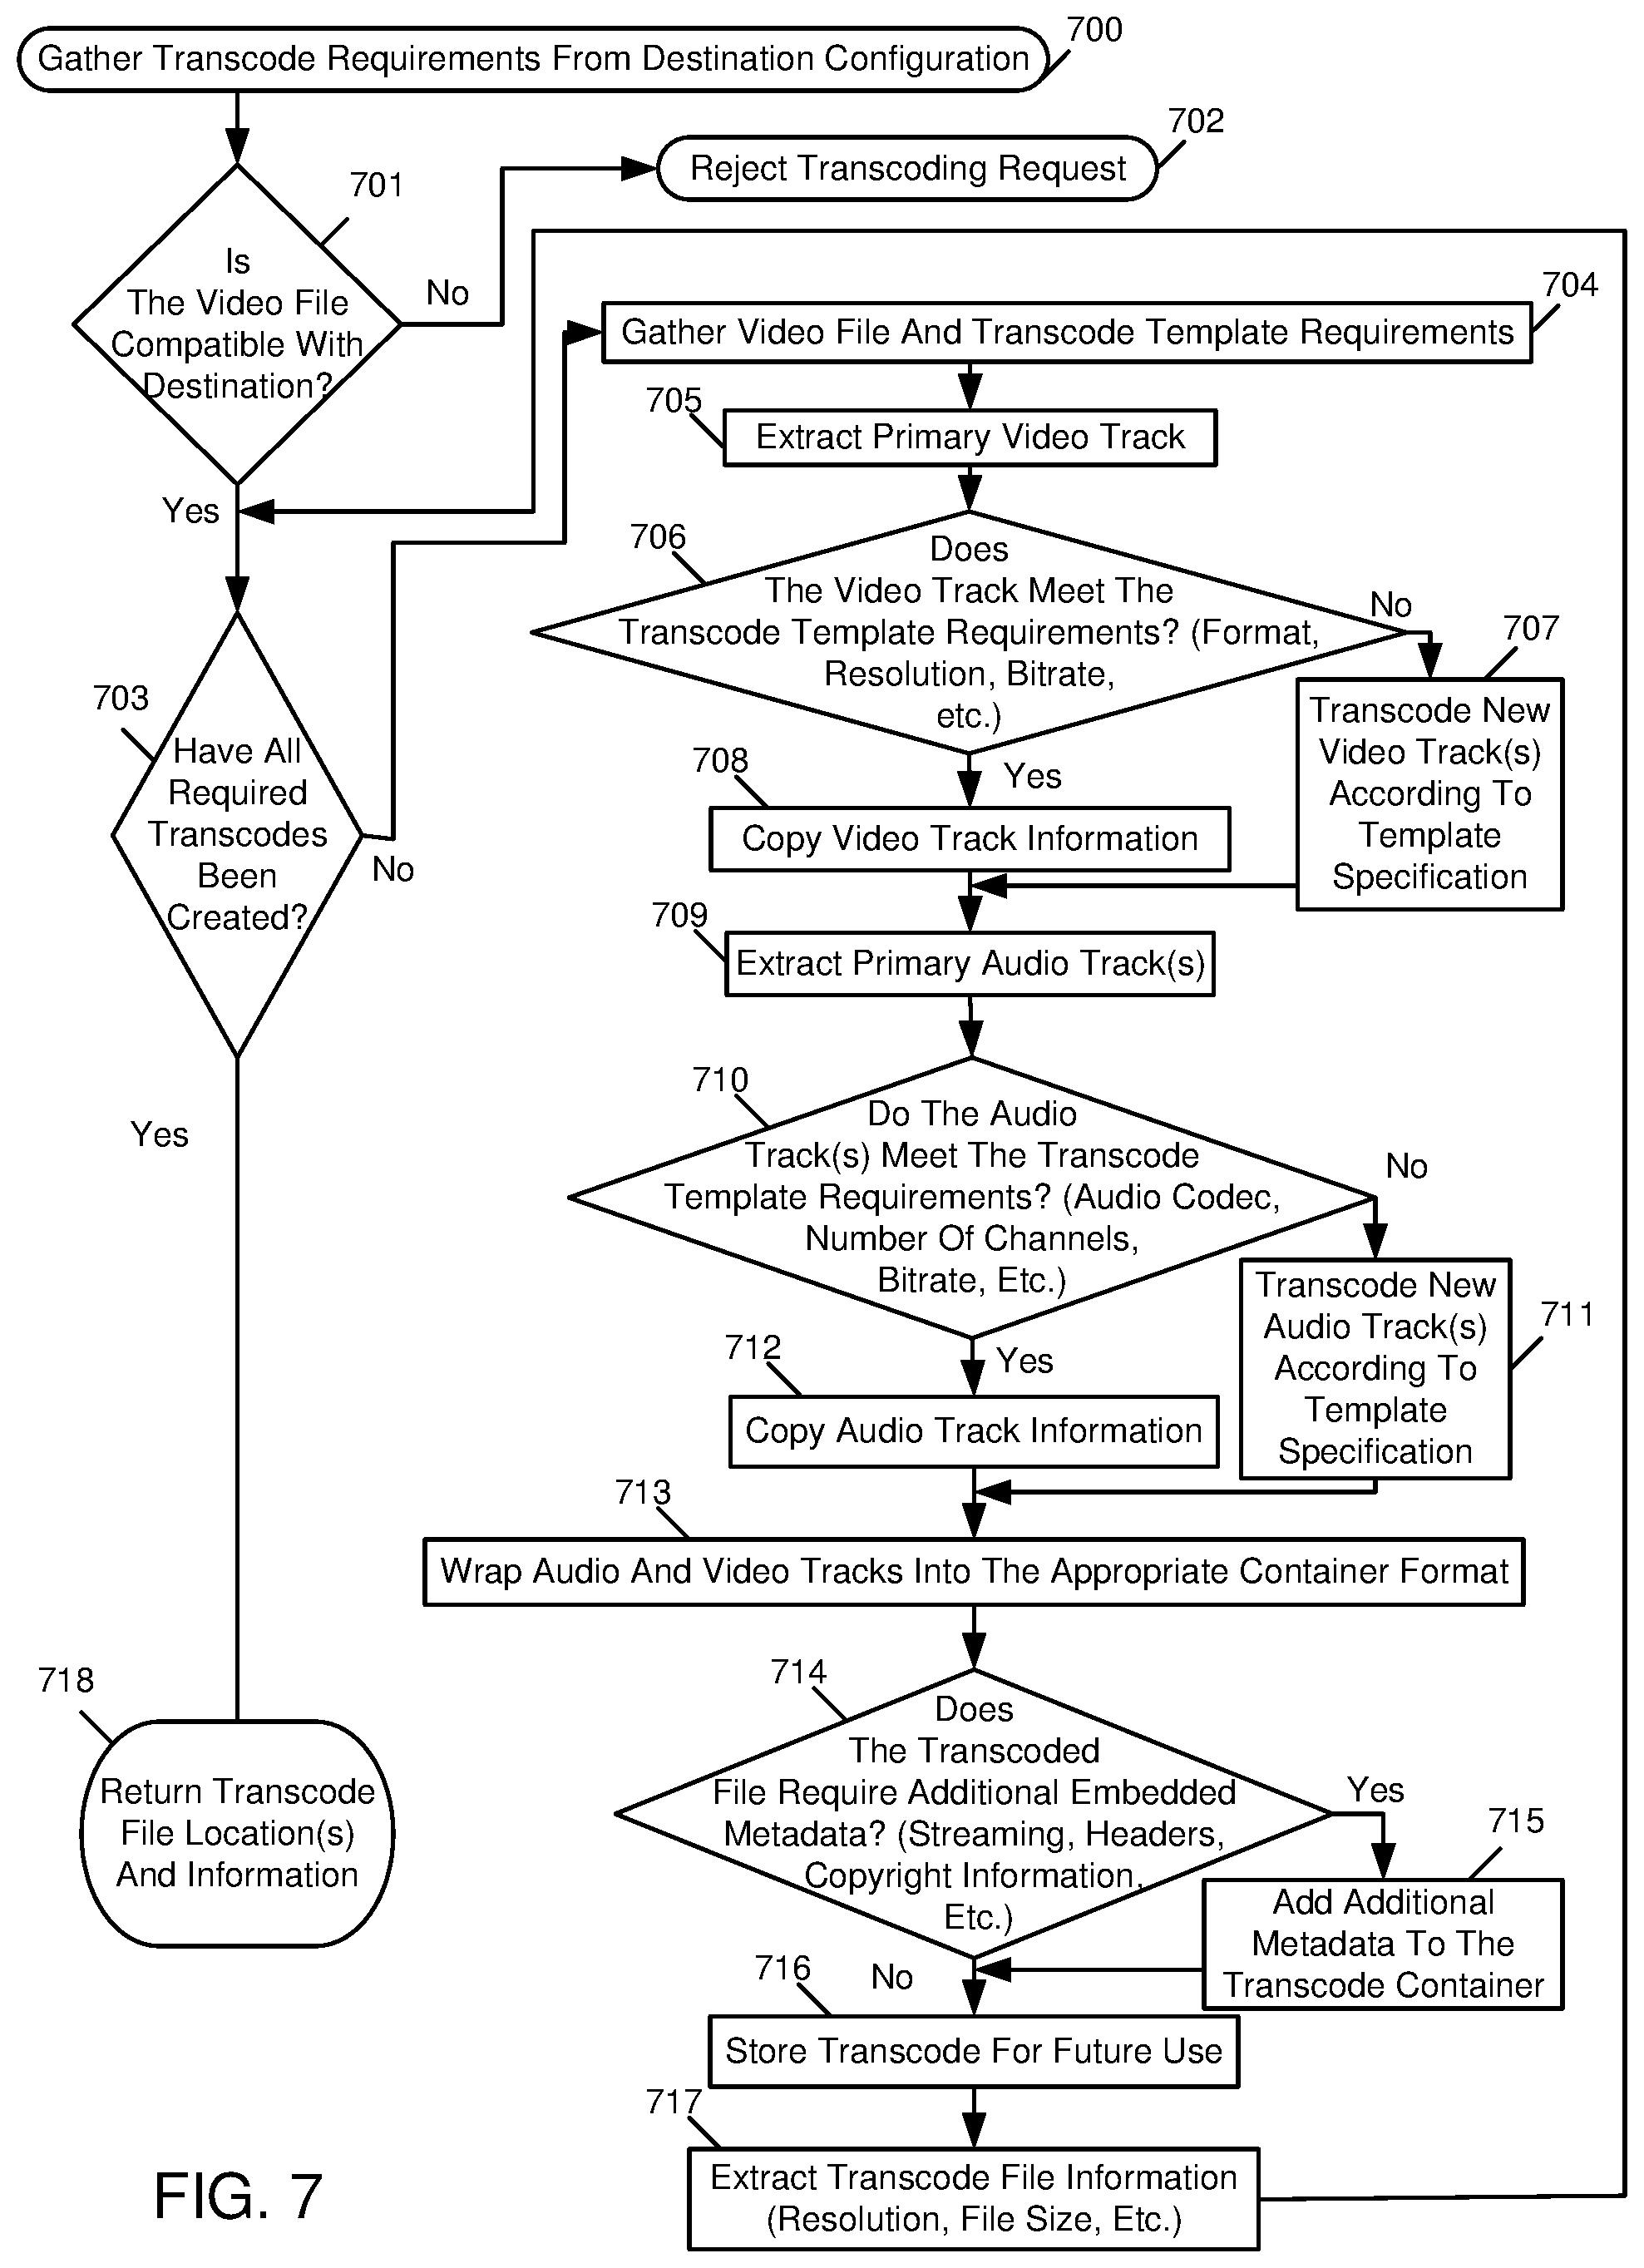 700
Gather Transcode Requirements From Destination Configuration
702
Reject Transcoding Request
701
Is
The Video File
Compatible With
Destination?
No
Yes
703
Have All
Required
Transcodes
Been
Created?
No
Yes
704
Gather Video File And Transcode Template Requirements
705
Extract Primary Video Track
706
Does
The Video Track Meet The
Transcode Template Requirements? (Format,
Resolution, Bitrate,
etc.)
No
707
Transcode New
Video Track(s)
According To
Template
Specification
Yes
708
Copy Video Track Information
709
Extract Primary Audio Track(s)
710
Do The Audio
Track(s) Meet The Transcode
Template Requirements? (Audio Codec,
Number Of Channels,
Bitrate, Etc.)
No
711
Transcode New
Audio Track(s)
According To
Template
Specification
Yes
712
Copy Audio Track Information
713
Wrap Audio And Video Tracks Into The Appropriate Container Format
714
Does
The Transcoded
File Require Additional Embedded
Metadata? (Streaming, Headers,
Copyright Information,
Etc.)
Yes
715
Add Additional
Metadata To The
Transcode Container
No
716
Store Transcode For Future Use
717
Extract Transcode File Information
(Resolution, File Size, Etc.)
718
Return Transcode
File Location(s)
And Information
FIG. 7